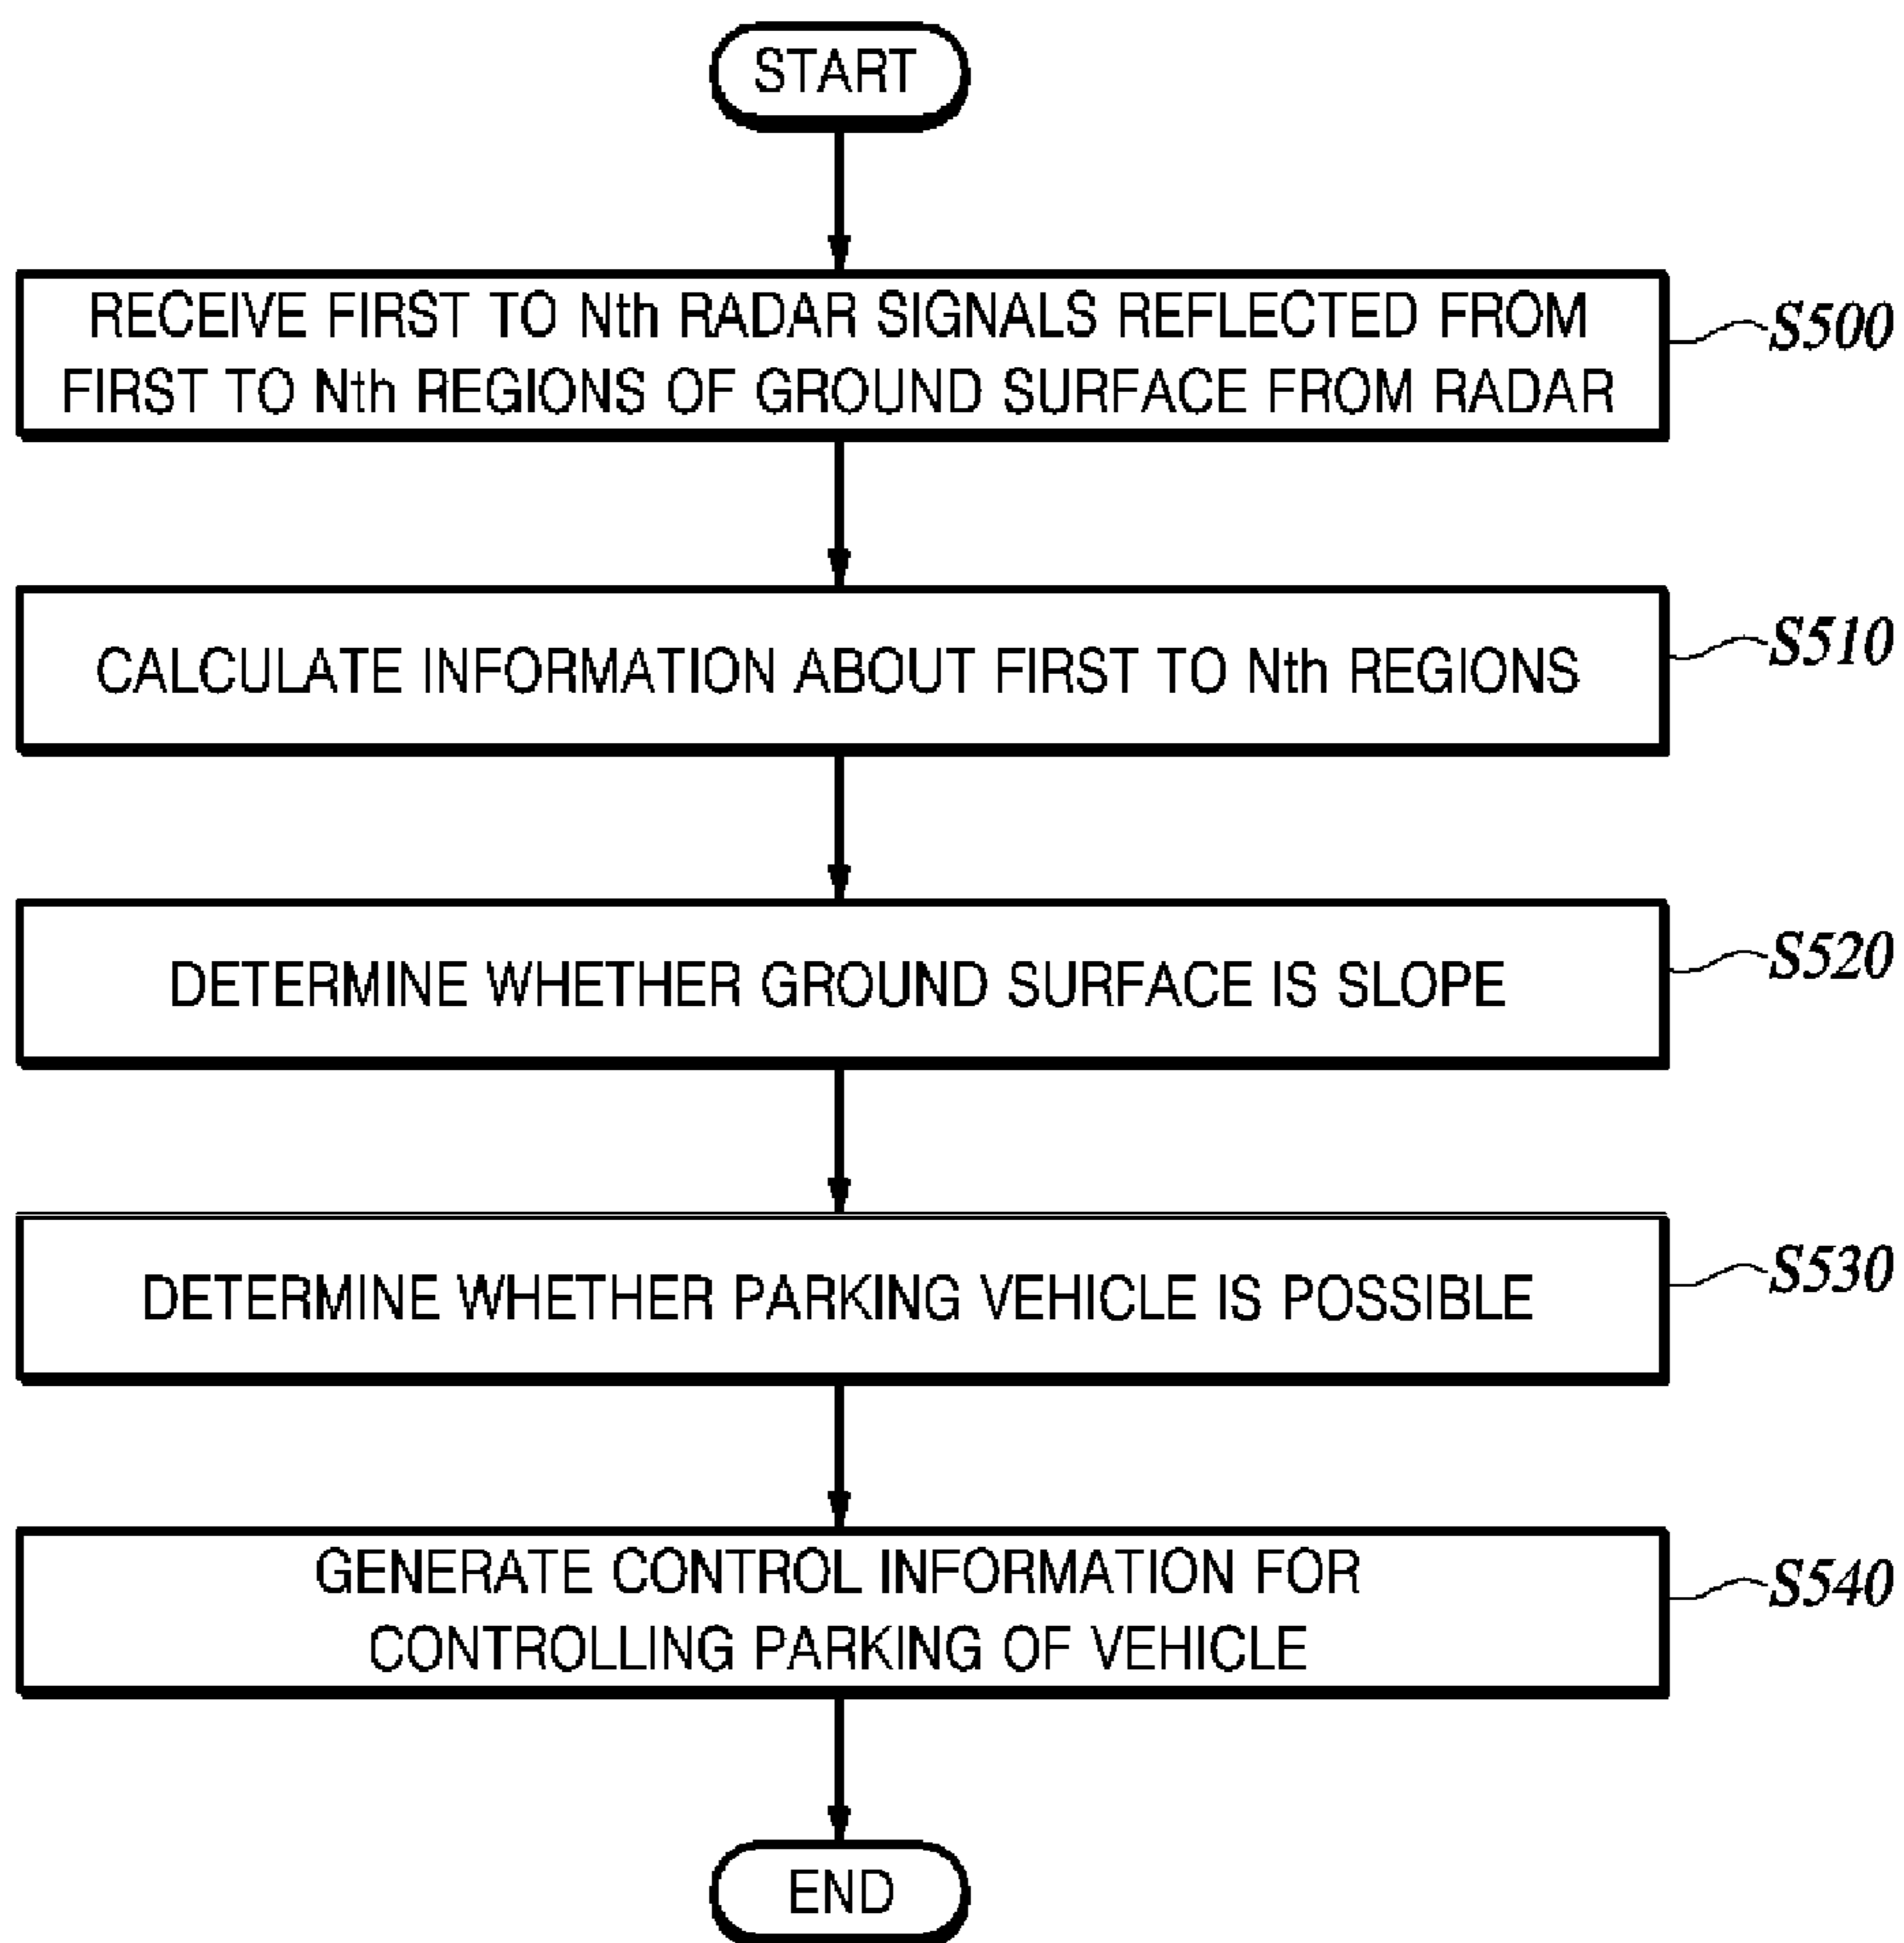 START
RECEIVE FIRST TO Nth RADAR SIGNALS REFLECTED FROM
FIRST TO Nth REGIONS OF GROUND SURFACE FROM RADAR
S500
CALCULATE INFORMATION ABOUT FIRST TO Nth REGIONS
S510
DETERMINE WHETHER GROUND SURFACE IS SLOPE
S520
DETERMINE WHETHER PARKING VEHICLE IS POSSIBLE
S530
GENERATE CONTROL INFORMATION FOR
CONTROLLING PARKING OF VEHICLE
S540
END